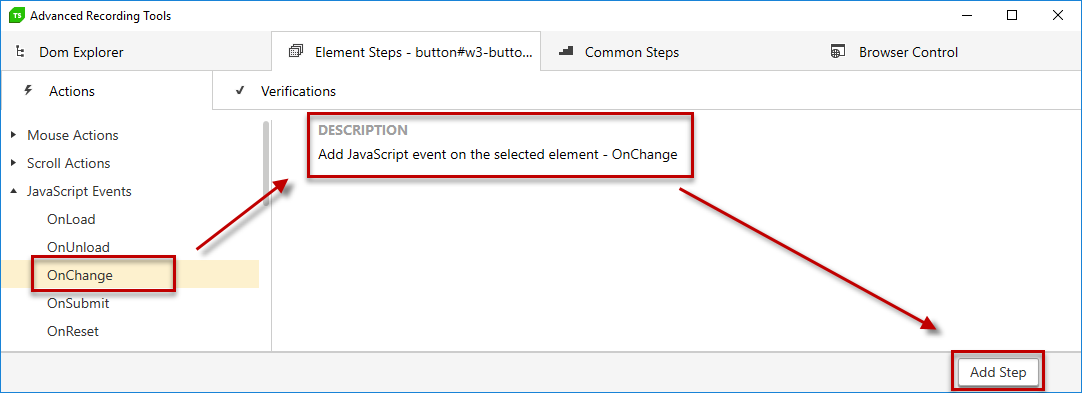 TS Advanced Recording Tools
Dom Explorer
Element Steps - button#w3-butto...
Common Steps
Browser Control
Actions
Verifications
Mouse Actions
Scroll Actions
JavaScript Events
OnLoad
OnUnload
OnChange
OnSubmit
OnReset
DESCRIPTION
Add JavaScript event on the selected element - OnChange
Add Step